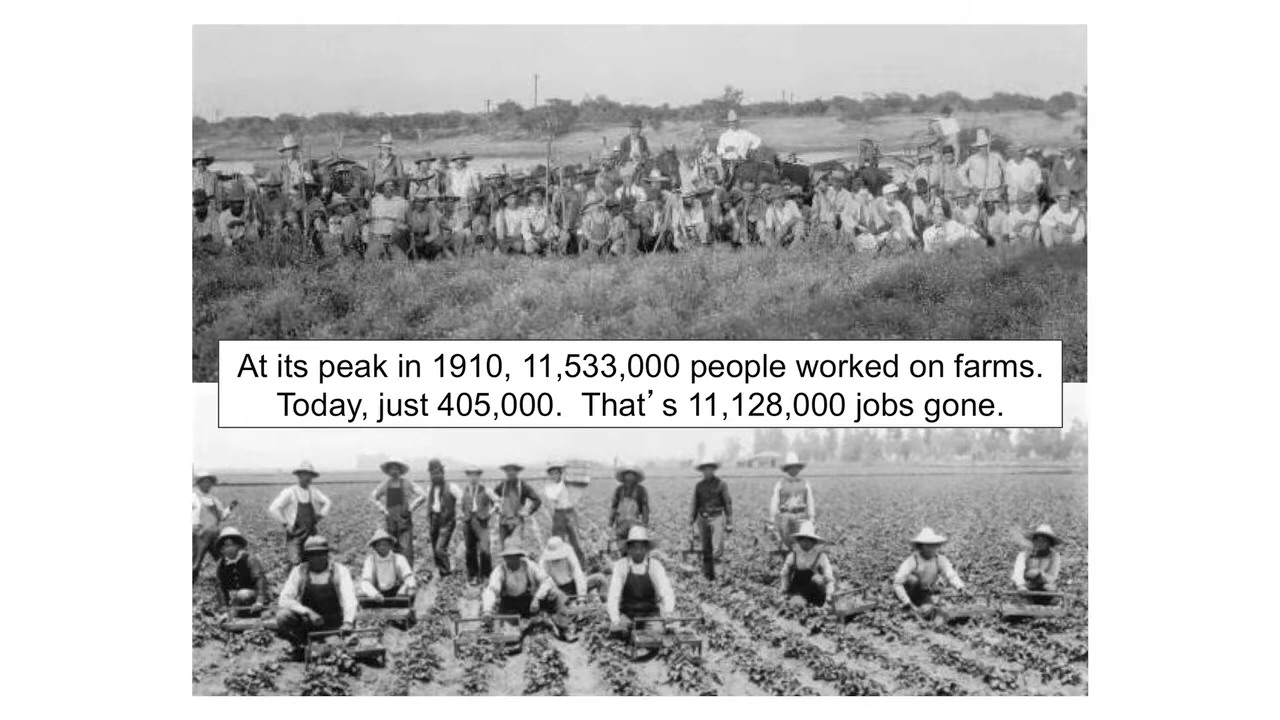 At its peak in 1910, 11,533,000 people worked on farms.
Today, just 405,000.  That’s 11,128,000 jobs gone.